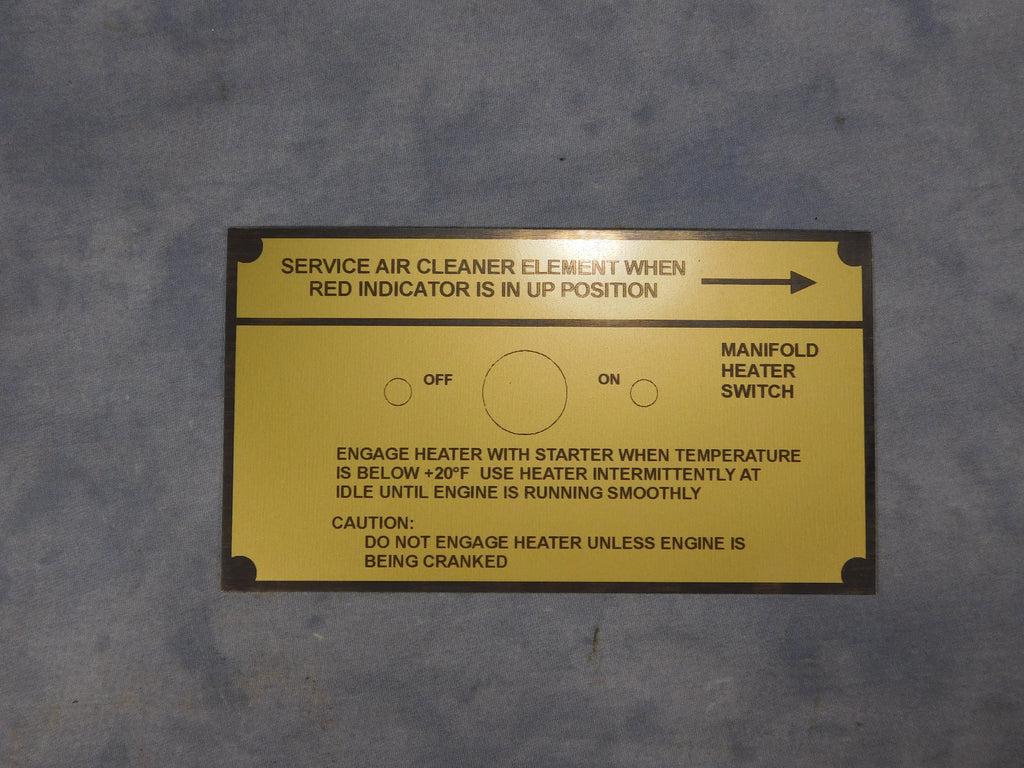 SERVICE AIR CLEANER ELEMENT WHEN
RED INDICATOR IS IN UP POSITION
OFF
ON
MANIFOLD
HEATER
SWITCH
ENGAGE HEATER WITH STARTER WHEN TEMPERATURE
IS BELOW +20°F USE HEATER INTERMITTENTLY AT
IDLE UNTIL ENGINE IS RUNNING SMOOTHLY
CAUTION:
DO NOT ENGAGE HEATER UNLESS ENGINE IS
BEING CRANKED